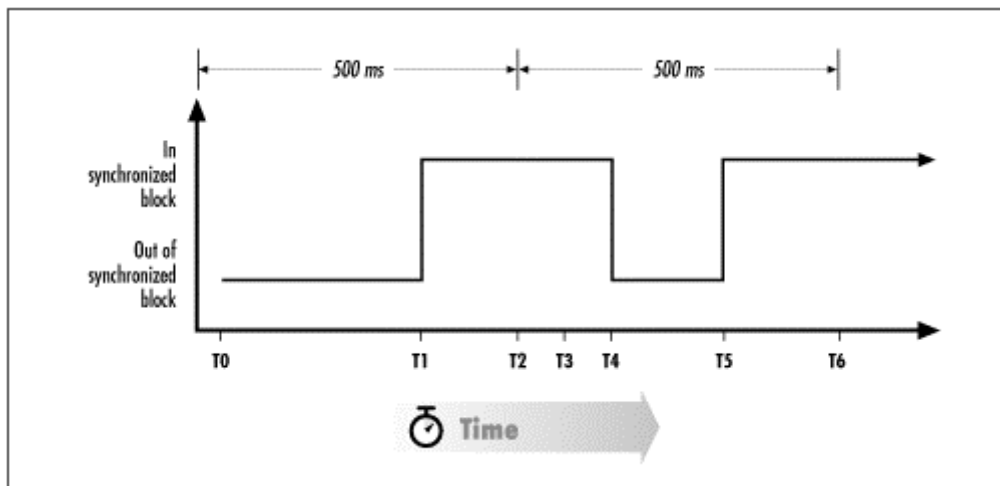 500 ms 500 ms
In
synchronized
block
Out of
synchronized
block
T0 T1 T2 T3 T4 T5 T6
Time